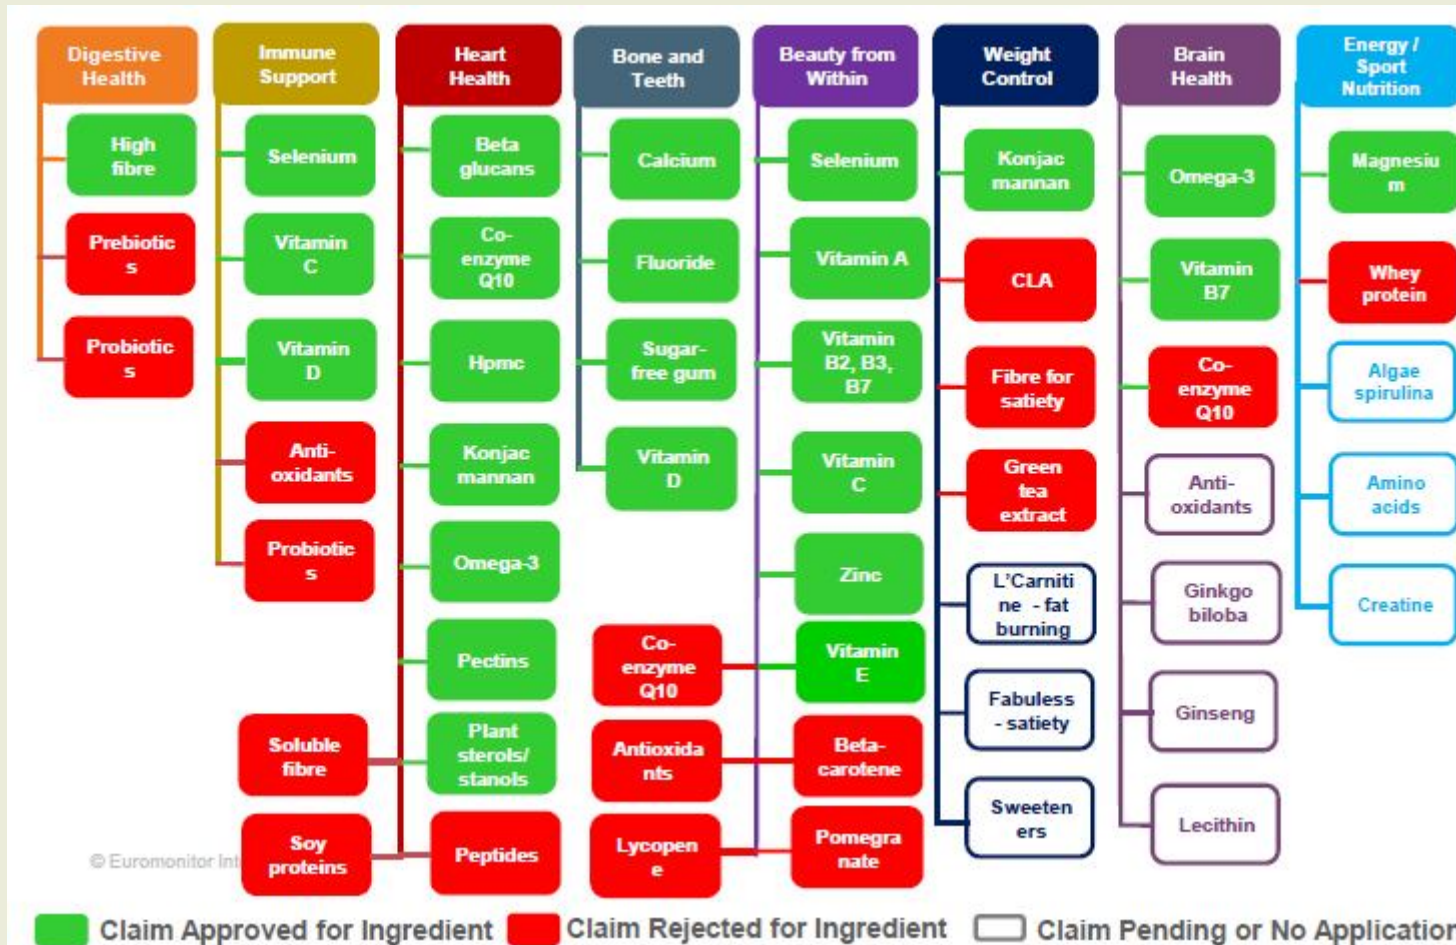 Digestive
Health
High
fibre
Prebiotic
s
Probiotic
s
Immune
Support
Selenium
Vitamin
C
Vitamin
D
Anti-
oxidants
Probiotic
s
Heart
Health
Beta
glucans
Co-
enzyme
Q10
Hpmc
Konjac
mannan
Omega-3
Pectins
Plant
sterols/
stanols
Peptides
Soluble
fibre
Soy
proteins
Bone and
Teeth
Calcium
Fluoride
Sugar-
free gum
Vitamin
D
Beauty from
Within
Selenium
Vitamin A
Vitamin
B2, B3,
B7
Vitamin
C
Zinc
Vitamin
E
Beta-
carotene
Pomegra
nate
Co-
enzyme
Q10
Antioxida
nts
Lycopen
e
Weight
Control
Konjac
mannan
CLA
Fibre for
satiety
Green
tea
extract
L'Carniti
ne - fat
burning
Fabuless
- satiety
Sweeten
ers
Brain
Health
Omega-3
Vitamin
B7
Co-
enzyme
Q10
Anti-
oxidants
Ginkgo
biloba
Ginseng
Lecithin
Energy /
Sport
Nutrition
Magnesiu
m
Whey
protein
Algae
spirulina
Amino
acids
Creatine
© Euromonitor Int
Claim Approved for Ingredient
Claim Rejected for Ingredient
Claim Pending or No Application